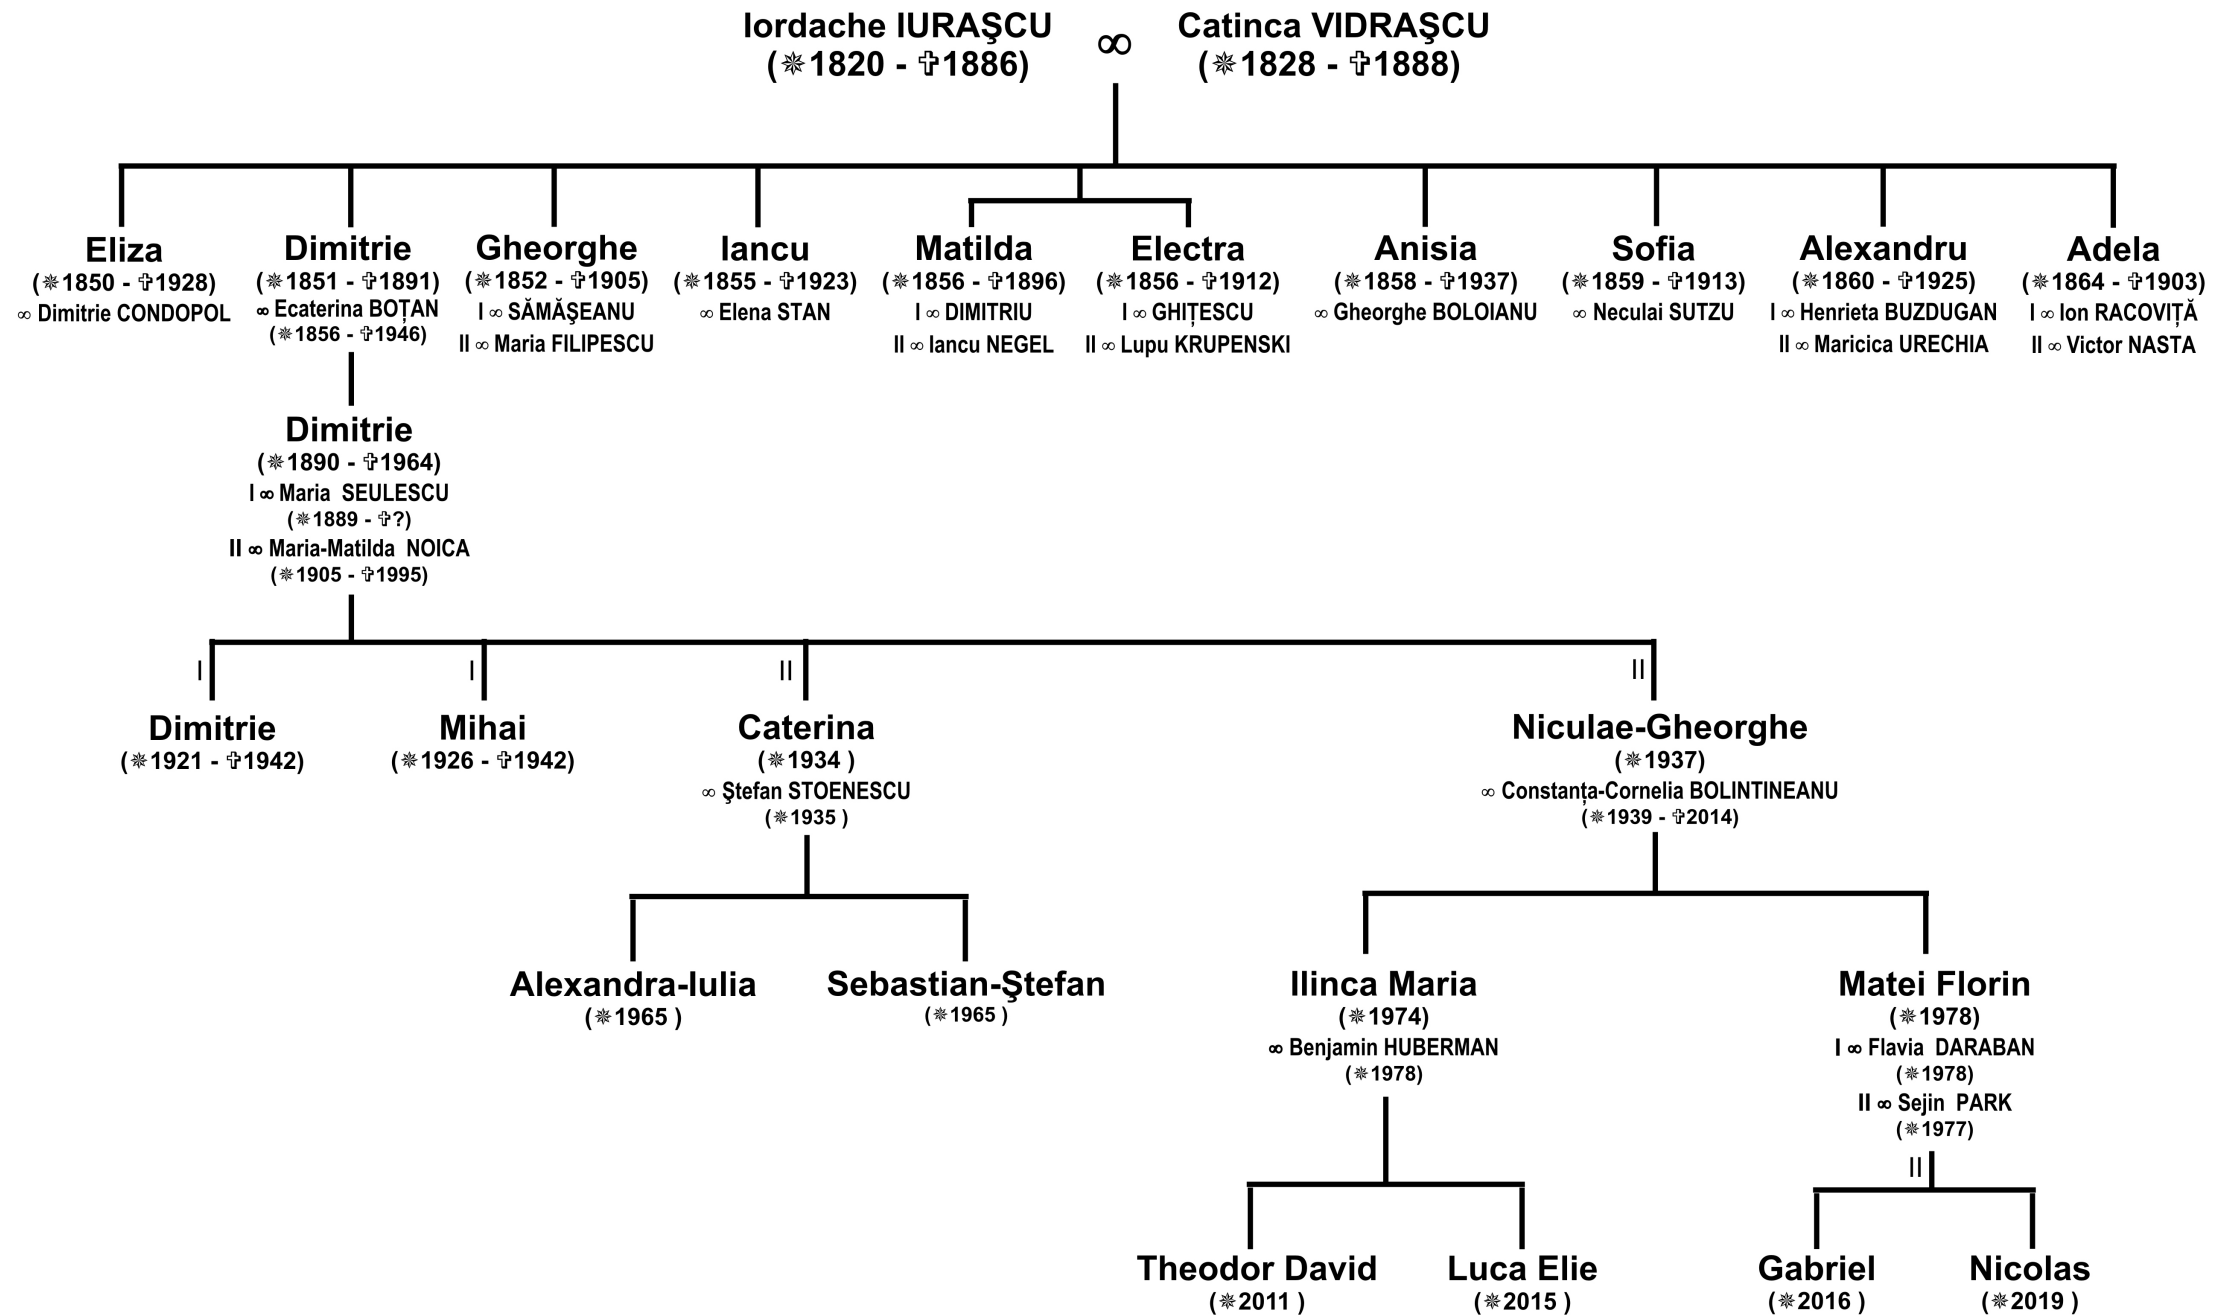 Iordache IURAŞCU ∞ Catinca VIDRAŞCU
(✵1820 - ✞1886) (✵1828 - ✞1888)
Eliza
(✵1850 - ✞1928)
∞ Dimitrie CONDOPOL
Dimitrie
(✵1851 - ✞1891)
∞ Ecaterina BOȚAN
(✵1856 - ✞1946)
Gheorghe
(✵1852 - ✞1905)
I ∞ SĂMĂŞEANU
II ∞ Maria FILIPESCU
Iancu
(✵1855 - ✞1923)
∞ Elena STAN
Matilda
(✵1856 - ✞1896)
I ∞ DIMITRIU
II ∞ Iancu NEGEL
Electra
(✵1856 - ✞1912)
I ∞ GHIȚESCU
II ∞ Lupu KRUPENSKI
Anisia
(✵1858 - ✞1937)
∞ Gheorghe BOLOIANU
Sofia
(✵1859 - ✞1913)
∞ Neculai SUTZU
Alexandru
(✵1860 - ✞1925)
I ∞ Henrieta BUZDUGAN
II ∞ Maricica URECHIA
Adela
(✵1864 - ✞1903)
I ∞ Ion RACOVIȚĂ
II ∞ Victor NASTA
Dimitrie
(✵1890 - ✞1964)
I ∞ Maria SEULESCU
(✵1889 - ✞?)
II ∞ Maria-Matilda NOICA
(✵1905 - ✞1995)
I
Dimitrie
(✵1921 - ✞1942)
I
Mihai
(✵1926 - ✞1942)
II
Caterina
(✵1934 )
∞ Ştefan STOENESCU
(✵1935 )
II
Niculae-Gheorghe
(✵1937)
∞ Constanța-Cornelia BOLINTINEANU
(✵1939 - ✞2014)
Alexandra-Iulia
(✵1965 )
Sebastian-Ştefan
(✵1965 )
Ilinca Maria
(✵1974)
∞ Benjamin HUBERMAN
(✵1978)
Matei Florin
(✵1978)
I ∞ Flavia DARABAN
(✵1978)
II ∞ Sejin PARK
(✵1977)
II
Theodor David
(✵2011 )
Luca Elie
(✵2015 )
Gabriel
(✵2016 )
Nicolas
(✵2019 )